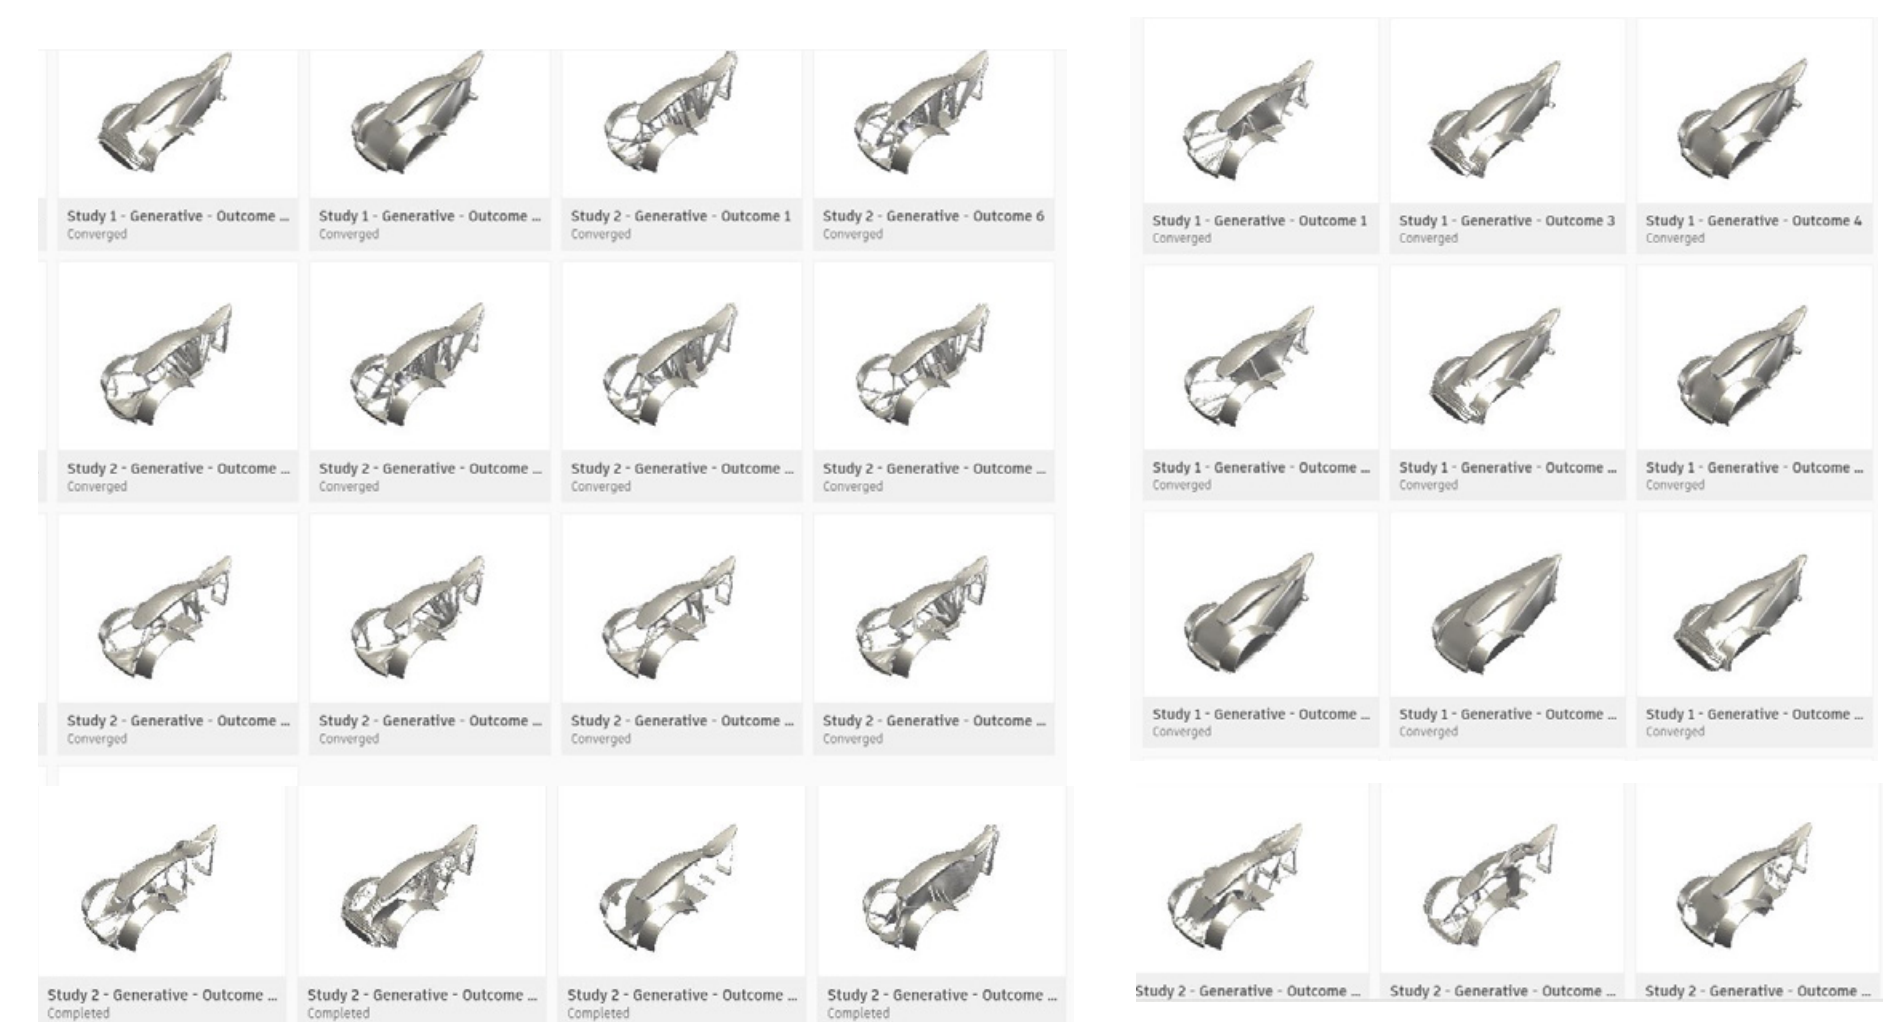 Study 1 - Generative - Outcome ...
Converged
Study 1 - Generative - Outcome ...
Converged
Study 2 - Generative - Outcome 1
Converged
Study 2 - Generative - Outcome 6
Converged
Study 2 - Generative - Outcome ...
Converged
Study 2 - Generative - Outcome ...
Converged
Study 2 - Generative - Outcome ...
Converged
Study 2 - Generative - Outcome ...
Converged
Study 2 - Generative - Outcome ...
Converged
Study 2 - Generative - Outcome ...
Converged
Study 2 - Generative - Outcome ...
Converged
Study 2 - Generative - Outcome ...
Converged
Study 2 - Generative - Outcome ...
Completed
Study 2 - Generative - Outcome ...
Completed
Study 2 - Generative - Outcome ...
Completed
Study 2 - Generative - Outcome ...
Completed
Study 1 - Generative - Outcome 1
Converged
Study 1 - Generative - Outcome 3
Converged
Study 1 - Generative - Outcome 4
Converged
Study 1 - Generative - Outcome ...
Converged
Study 1 - Generative - Outcome ...
Converged
Study 1 - Generative - Outcome ...
Converged
Study 1 - Generative - Outcome ...
Converged
Study 1 - Generative - Outcome ...
Converged
Study 1 - Generative - Outcome ...
Converged
Study 2 - Generative - Outcome ...
Study 2 - Generative - Outcome ...
Study 2 - Generative - Outcome ...